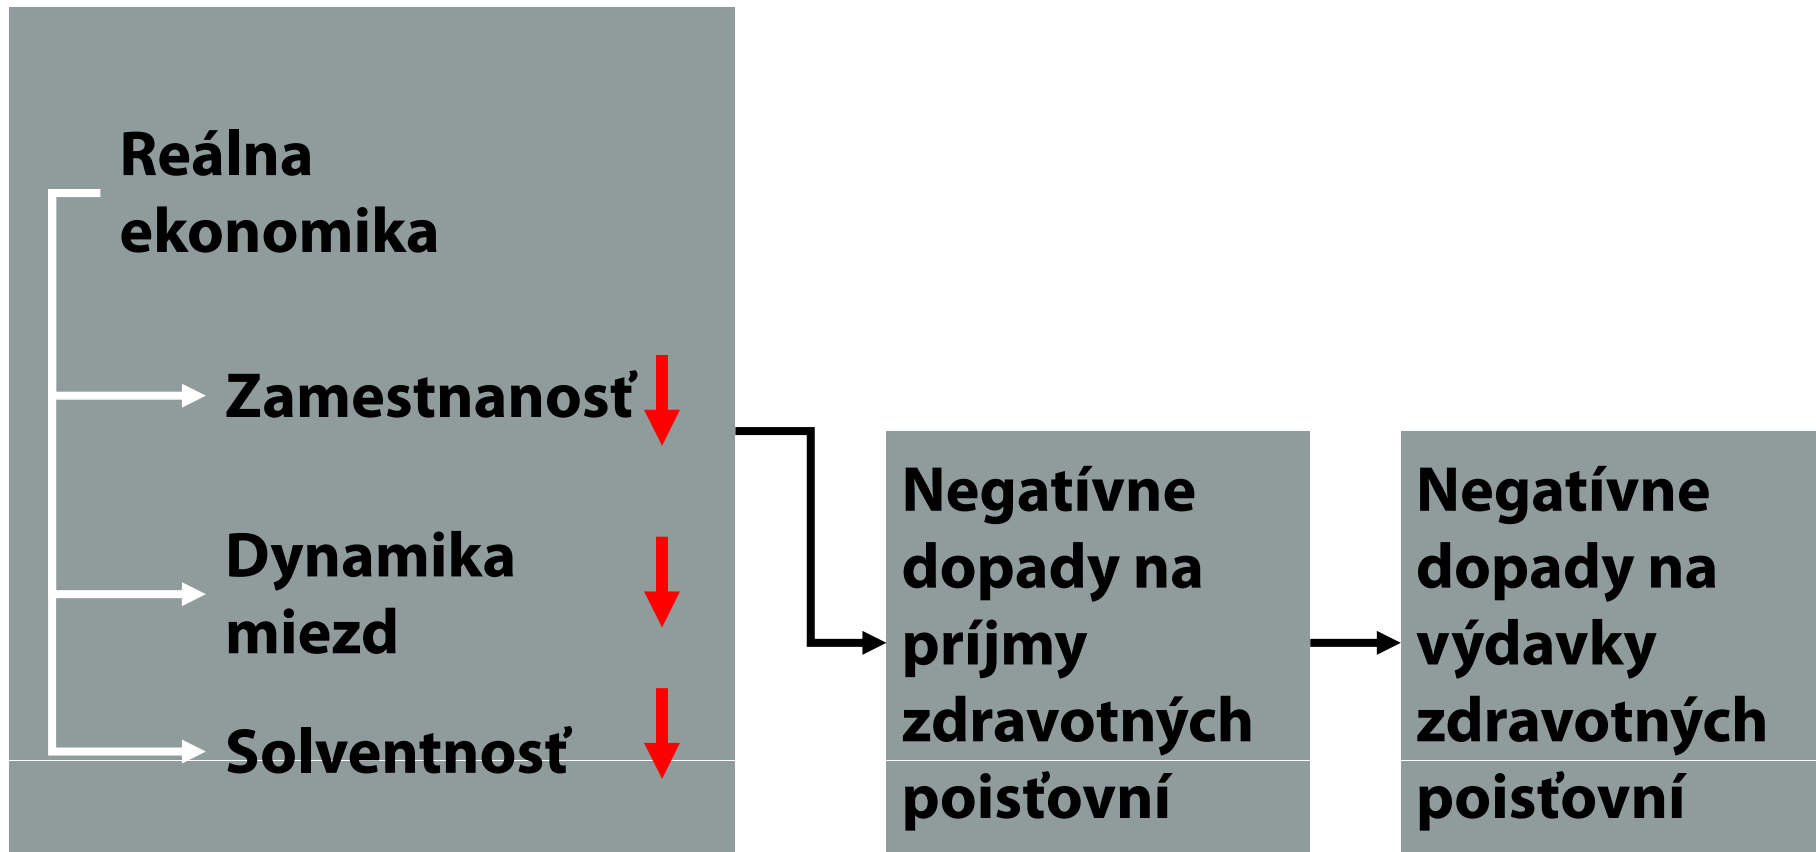 Reálna
ekonomika
Zamestnanosť
Dynamika
miezd
Solventnosť
Negatívne
dopady na
príjmy
zdravotných
poisťovní
Negatívne
dopady na
výdavky
zdravotných
poisťovní